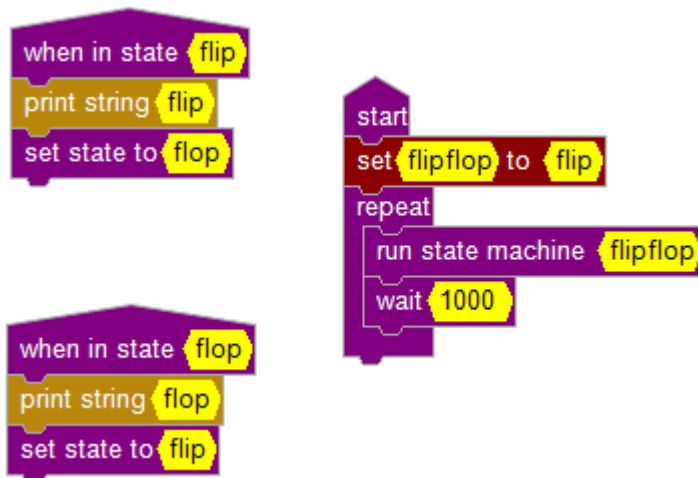 when in state flip
print string flip
set state to flop
start
set flipflop to flip
repeat
run state machine flipflop
wait 1000
when in state flop
print string flop
set state to flip